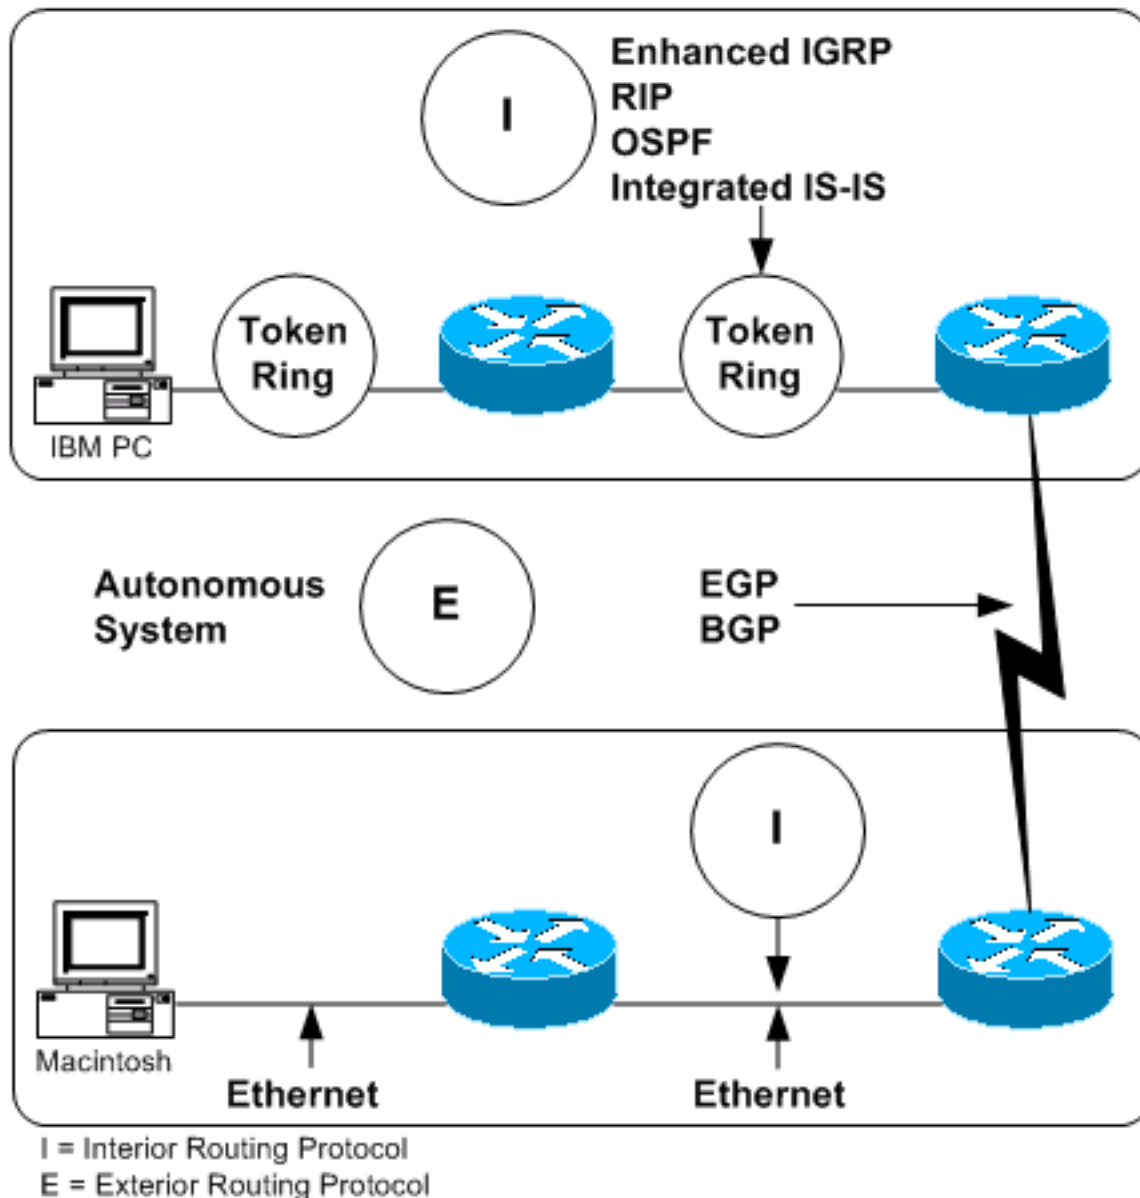 I
Enhanced IGRP
RIP
OSPF
Integrated IS-IS
Token
Ring
Token
Ring
IBM PC
Autonomous
System
E
EGP
BGP
I
Macintosh
Ethernet
Ethernet
I = Interior Routing Protocol
E = Exterior Routing Protocol